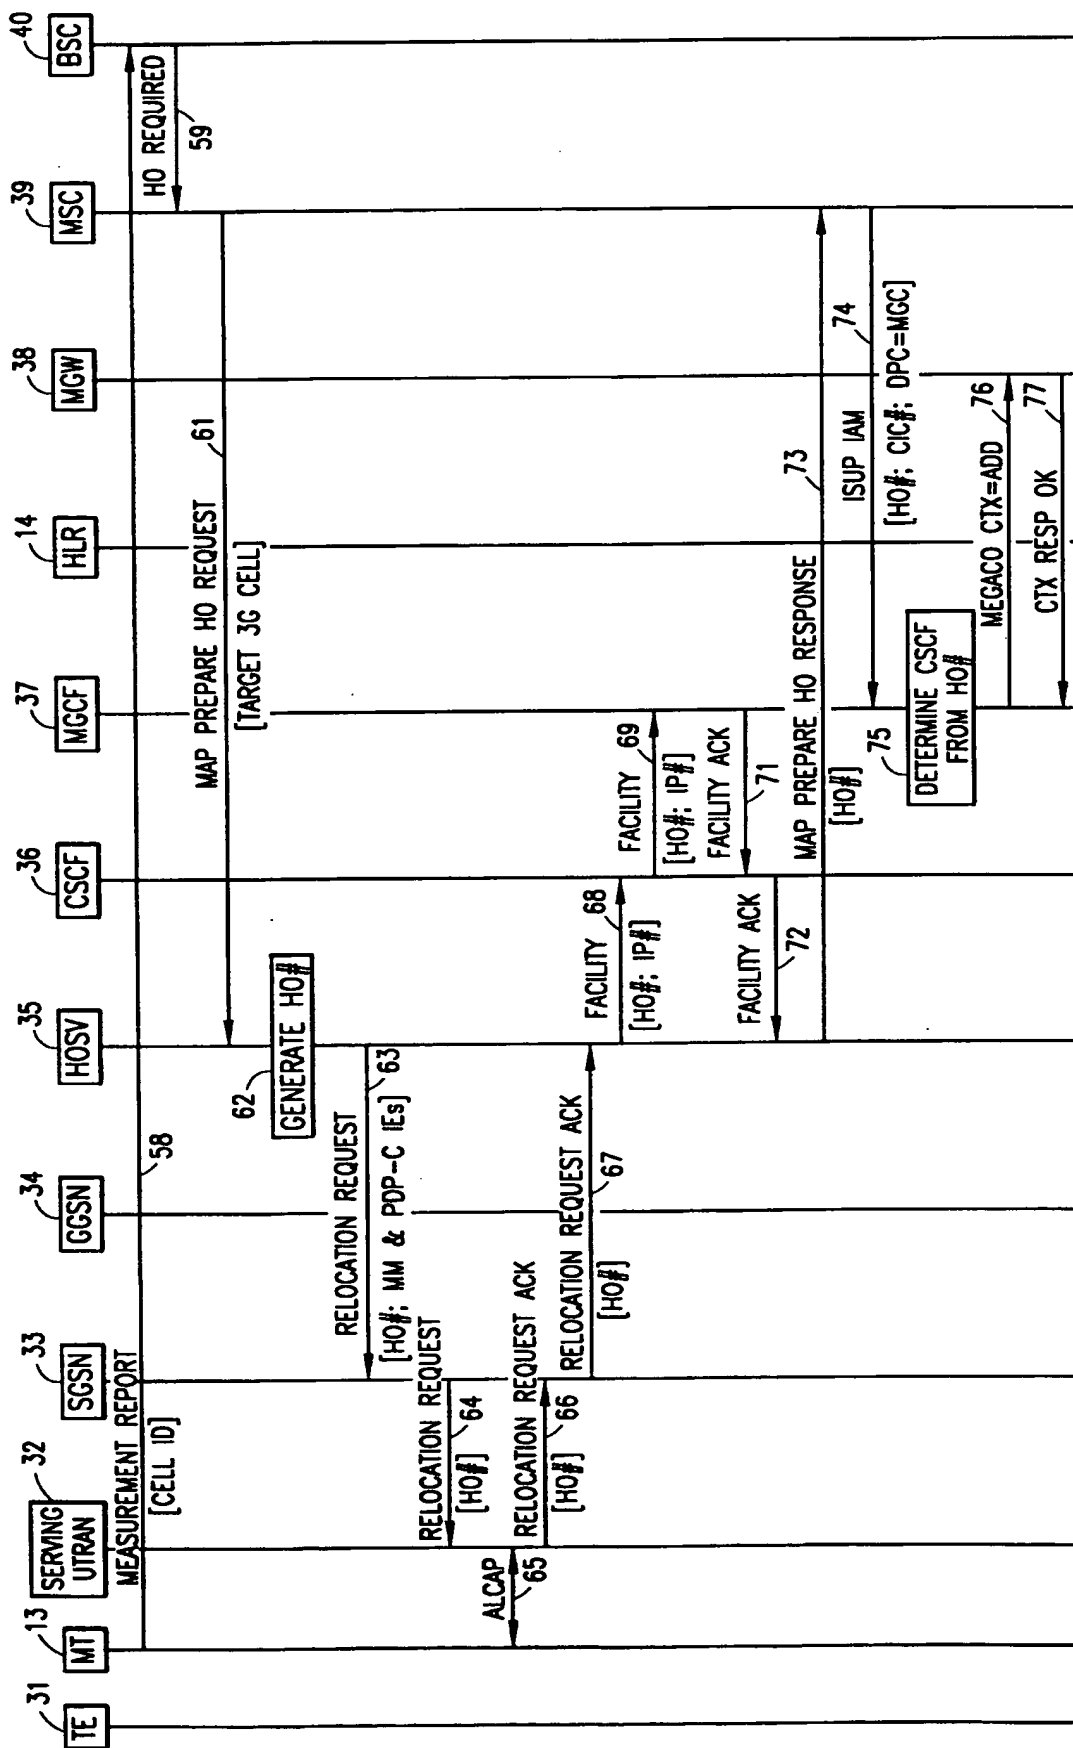 31
TE
13
MT
32
SERVING
UTRAN
33
SGSN
34
GGSN
35
HOSV
36
CSCF
37
MGCF
14
HLR
38
MGW
39
MSC
40
BSC
MEASUREMENT REPORT
[CELL ID]
58
HO REQUIRED
59
MAP PREPARE HO REQUEST
[TARGET 3G CELL]
61
62
GENERATE HO#
RELOCATION REQUEST
63
[HO#; MM & PDP-C IEs]
RELOCATION REQUEST
64
[HO#]
ALCAP
65
RELOCATION REQUEST ACK
66
[HO#]
RELOCATION REQUEST ACK
67
[HO#]
FACILITY
68
[HO#; IP#]
FACILITY
69
[HO#; IP#]
FACILITY ACK
71
FACILITY ACK
72
MAP PREPARE HO RESPONSE
73
[HO#]
ISUP IAM
74
[HO#; CIC#; DPC=MGC]
75
DETERMINE CSCF
FROM HO#
MEGACO CTX=ADD
76
CTX RESP OK
77